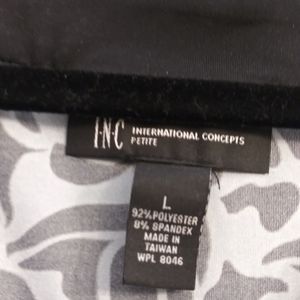 I·N·C INTERNATIONAL CONCEPTS
PETITE
L
92% POLYESTER
8% SPANDEX
MADE IN
TAIWAN
WPL 8046